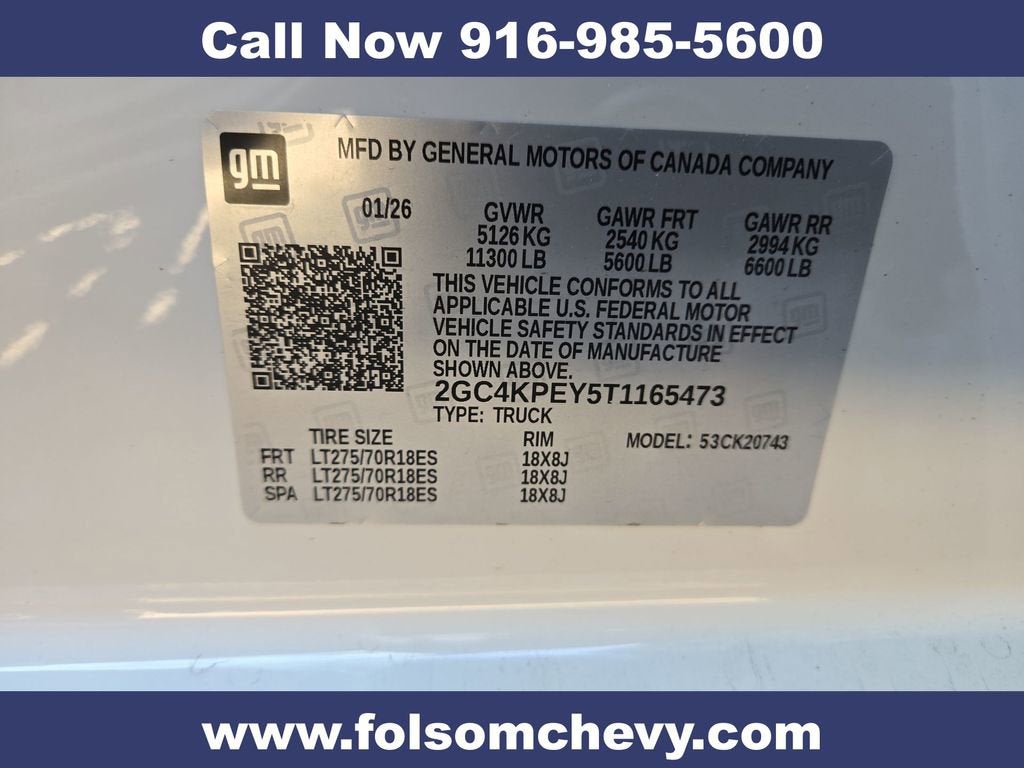 Call Now 916-985-5600
gm
MFD BY GENERAL MOTORS OF CANADA COMPANY
01/26 GVWR GAWR FRT GAWR RR
5126 KG 2540 KG 2994 KG
11300 LB 5600 LB 6600 LB
THIS VEHICLE CONFORMS TO ALL
APPLICABLE U.S. FEDERAL MOTOR
VEHICLE SAFETY STANDARDS IN EFFECT
ON THE DATE OF MANUFACTURE
SHOWN ABOVE.
2GC4KPEY5T1165473
TYPE: TRUCK
TIRE SIZE RIM MODEL: 53CK20743
FRT LT275/70R18ES 18X8J
RR LT275/70R18ES 18X8J
SPA LT275/70R18ES 18X8J
www.folsomchevy.com